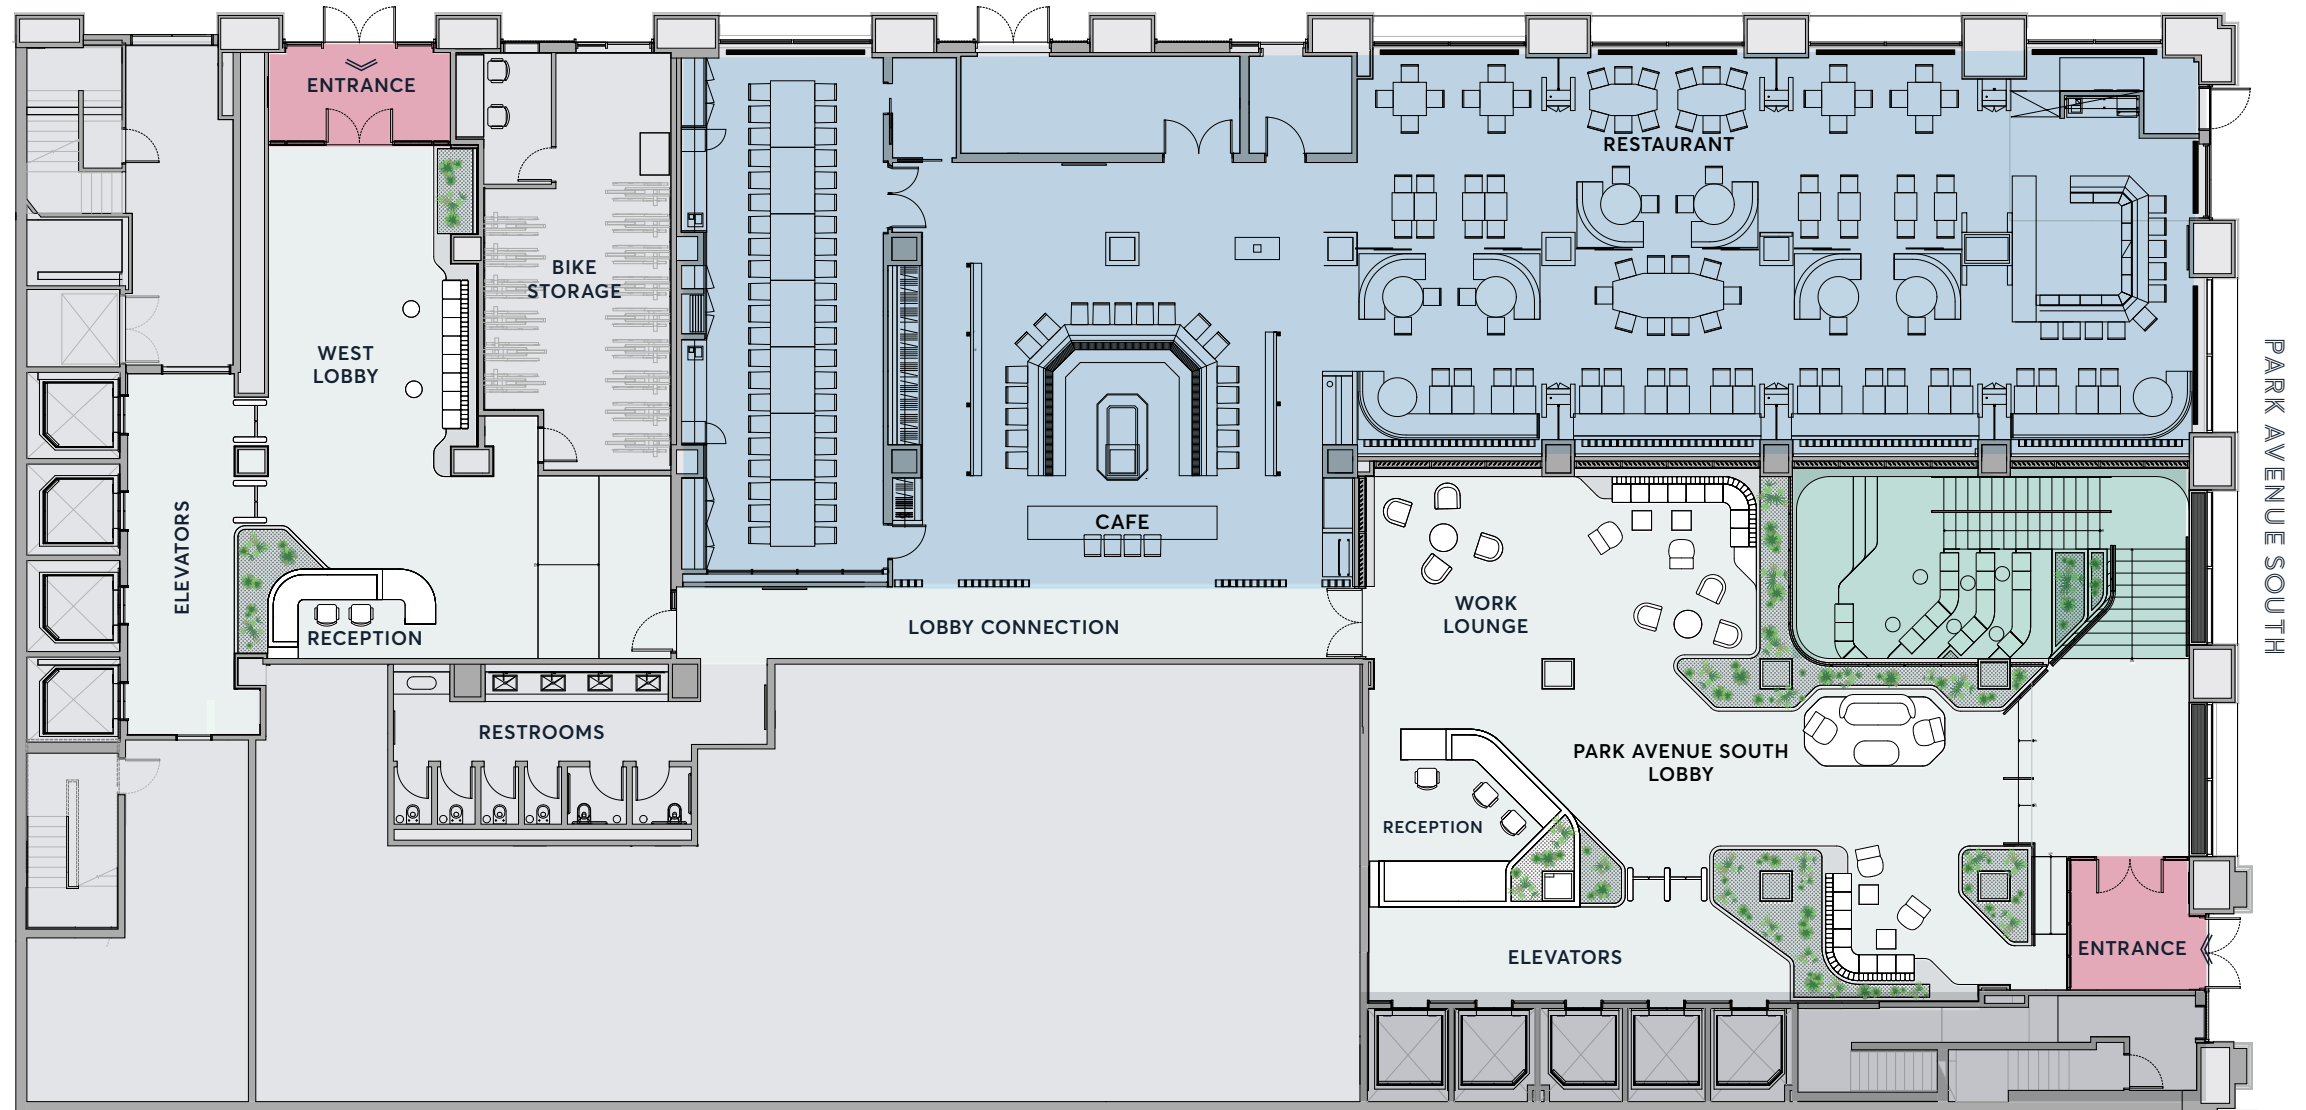 ENTRANCE
RESTAURANT
BIKE
STORAGE
WEST
LOBBY
PARK AVENUE SOUTH
CAFE
ELEVATORS
WORK
LOUNGE
LOBBY CONNECTION
RECEPTION
RESTROOMS
PARK AVENUE SOUTH
LOBBY
RECEPTION
ENTRANCE
ELEVATORS